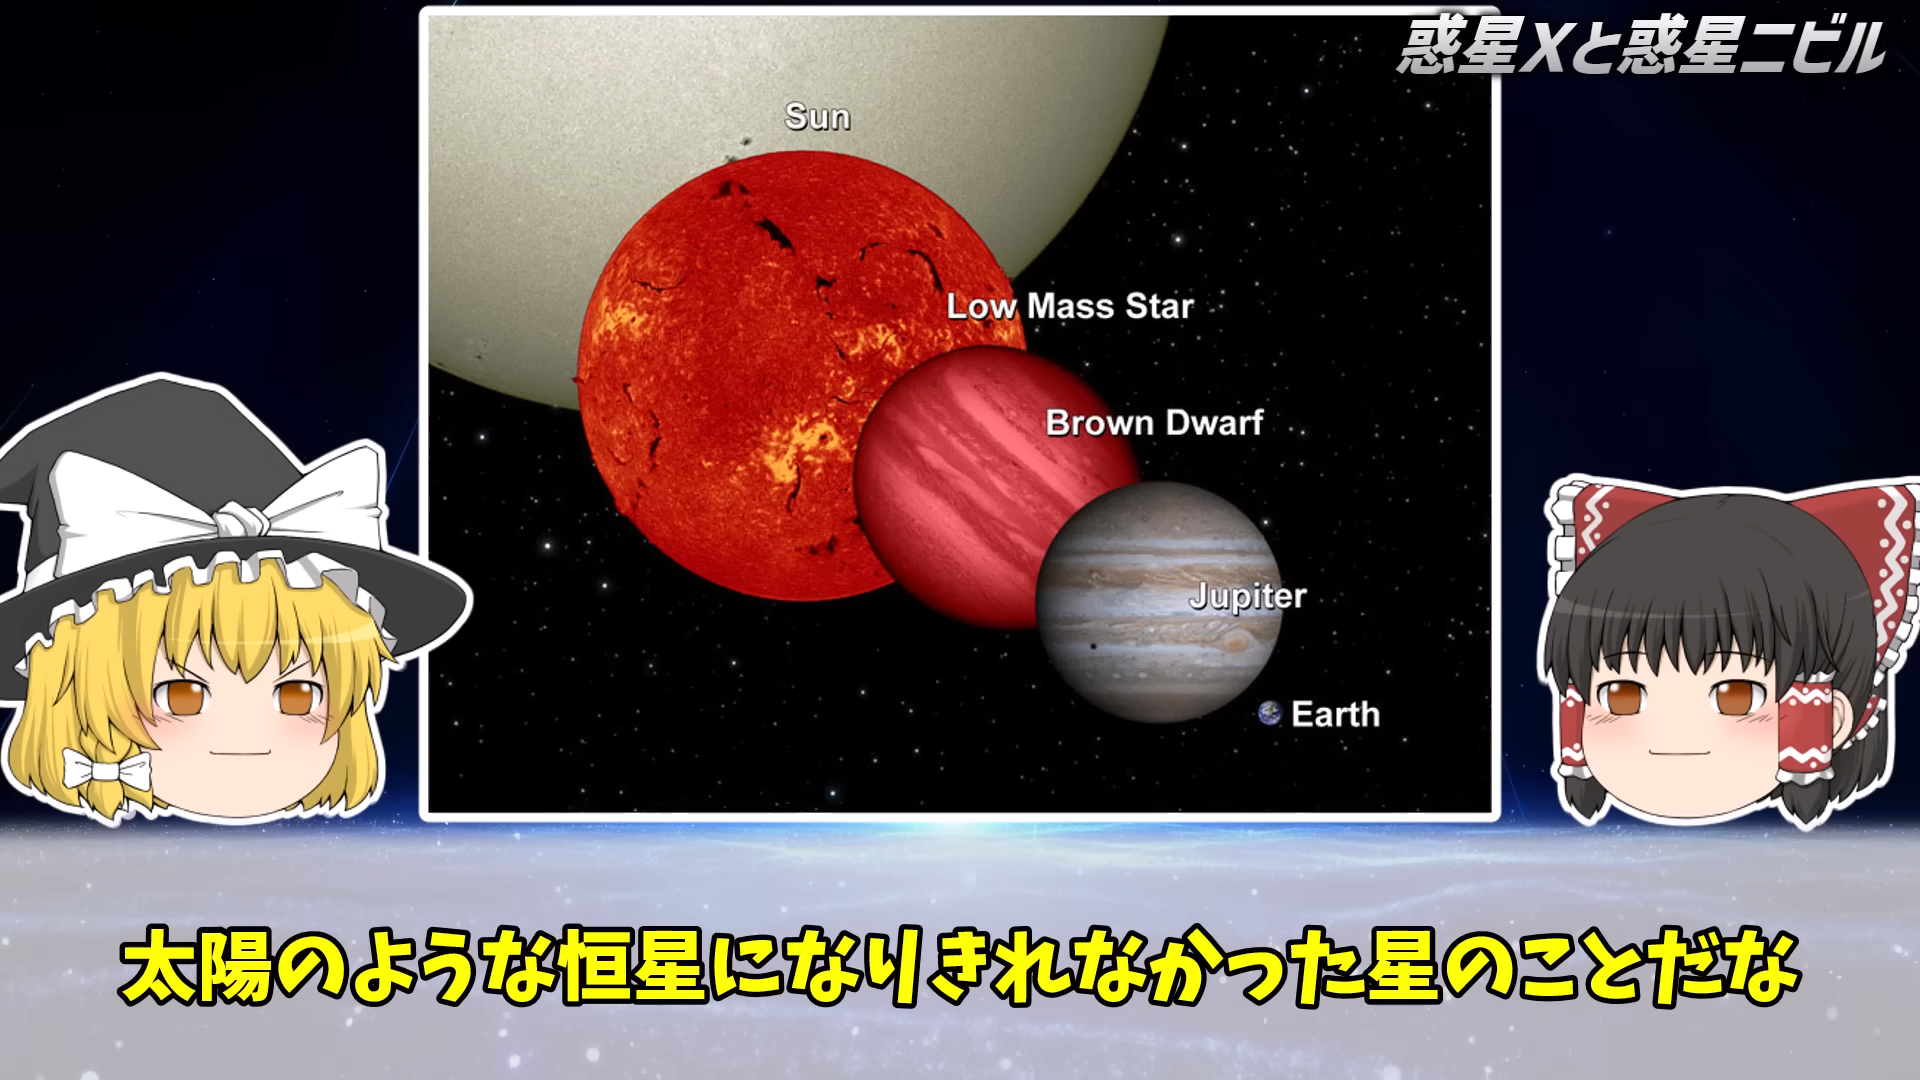 惑星Xと惑星ニビル
Sun
Low Mass Star
Brown Dwarf
Jupiter
Earth
太陽のような恒星になりきれなかった星のことだな